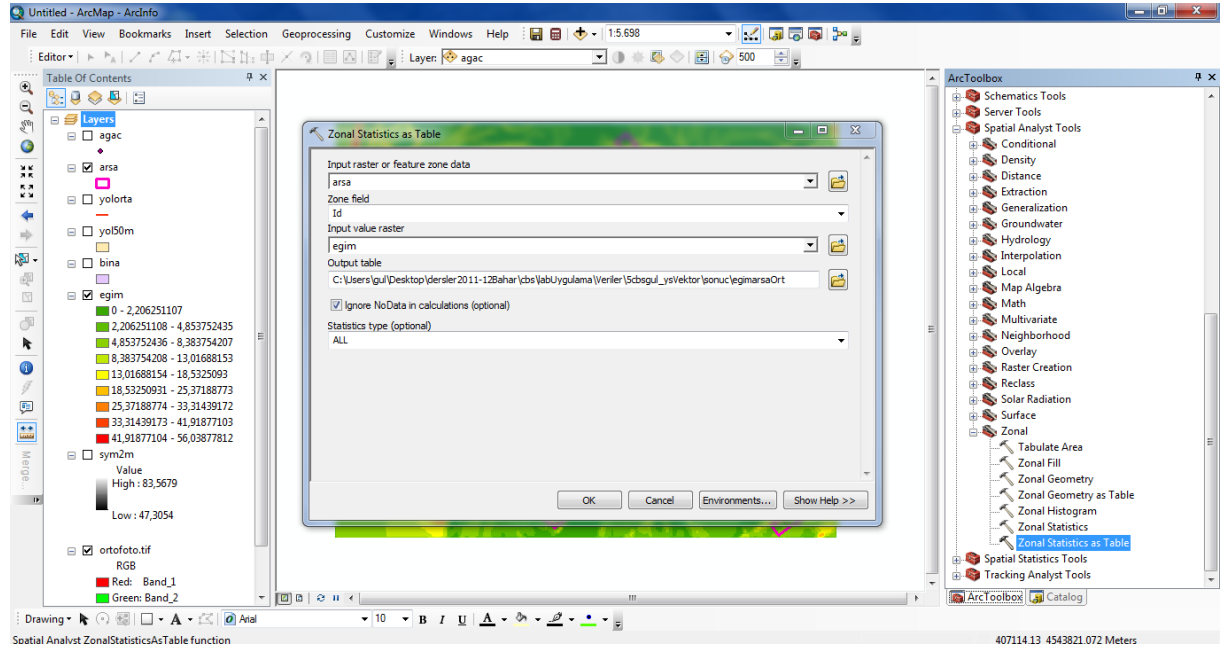 Untitled - ArcMap - ArcInfo
File Edit View Bookmarks Insert Selection Geoprocessing Customize Windows Help 1:5.698
Editor Layer: agac 500
Table Of Contents
Layers
agac
arsa
yolorta
yol50m
bina
egim
0 - 2,206251107
2,206251108 - 4,853752435
4,853752436 - 8,383754207
8,383754208 - 13,01688153
13,01688154 - 18,5325093
18,53250931 - 25,37188773
25,37188774 - 33,31439172
33,31439173 - 41,91877103
41,91877104 - 56,03877812
sym2m
Value
High : 83,5679
Low : 47,3054
ortofoto.tif
RGB
Red: Band_1
Green: Band_2
Merge...
Zonal Statistics as Table
Input raster or feature zone data
arsa
Zone field
Id
Input value raster
egim
Output table
C:\Users\gul\Desktop\dersler2011-12Bahar\cbs\labUygulama\Veriler\5cbsgul_ysVektor\sonuc\egimarsaOrt
Ignore NoData in calculations (optional)
Statistics type (optional)
ALL
OK Cancel Environments... Show Help >>
ArcToolbox
Schematics Tools
Server Tools
Spatial Analyst Tools
Conditional
Density
Distance
Extraction
Generalization
Groundwater
Hydrology
Interpolation
Local
Map Algebra
Math
Multivariate
Neighborhood
Overlay
Raster Creation
Reclass
Solar Radiation
Surface
Zonal
Tabulate Area
Zonal Fill
Zonal Geometry
Zonal Geometry as Table
Zonal Histogram
Zonal Statistics
Zonal Statistics as Table
Spatial Statistics Tools
Tracking Analyst Tools
ArcToolbox Catalog
Drawing A Arial 10 B I U A
Spatial Analyst ZonalStatisticsAsTable function
407114.13 4543821.072 Meters